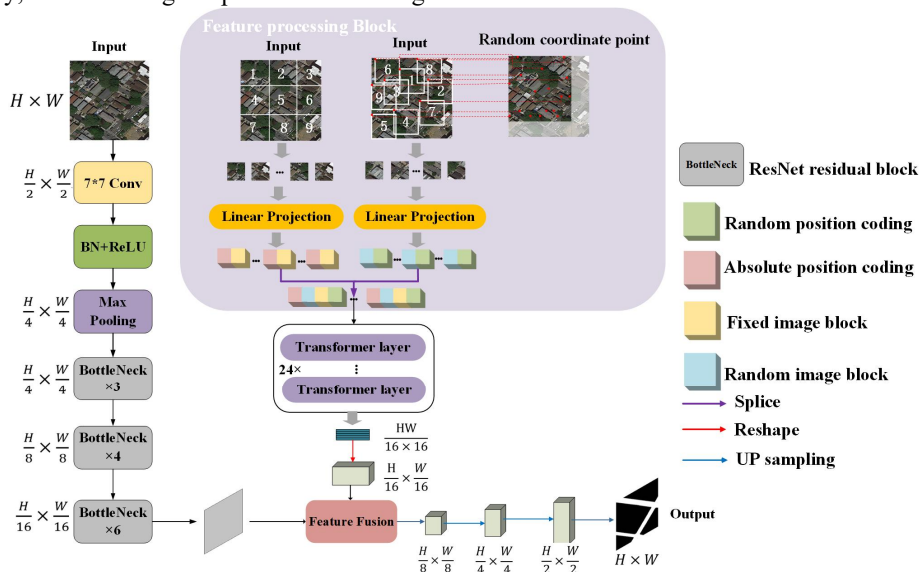 y,
Feature processing Block
Input
Input
Input
Random coordinate point
H × W
1 2 3
4 5 6
7 8 9
6 8
1
9 3 2
7
5 4
H/2 × W/2
7*7 Conv
BottleNeck
ResNet residual block
Linear Projection
Linear Projection
Random position coding
BN+ReLU
Absolute position coding
H/4 × W/4
Max
Pooling
Fixed image block
Transformer layer
24×
Transformer layer
H/4 × W/4
BottleNeck
×3
Random image block
Splice
Reshape
UP sampling
H/8 × W/8
BottleNeck
×4
HW/16 × 16
H/16 × W/16
H/16 × W/16
BottleNeck
×6
Feature Fusion
Output
H/8 × W/8
H/4 × W/4
H/2 × W/2
H × W